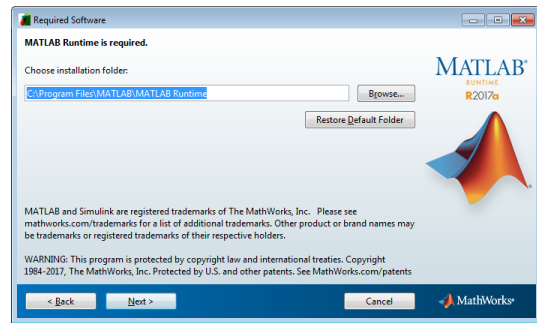 Required Software
MATLAB Runtime is required.
Choose installation folder:
C:\Program Files\MATLAB\MATLAB Runtime
Browse...
Restore Default Folder
MATLAB®
RUNTIME
R2017a
MATLAB and Simulink are registered trademarks of The MathWorks, Inc. Please see
mathworks.com/trademarks for a list of additional trademarks. Other product or brand names may
be trademarks or registered trademarks of their respective holders.
WARNING: This program is protected by copyright law and international treaties. Copyright
1984-2017, The MathWorks, Inc. Protected by U.S. and other patents. See MathWorks.com/patents
< Back
Next >
Cancel
MathWorks®